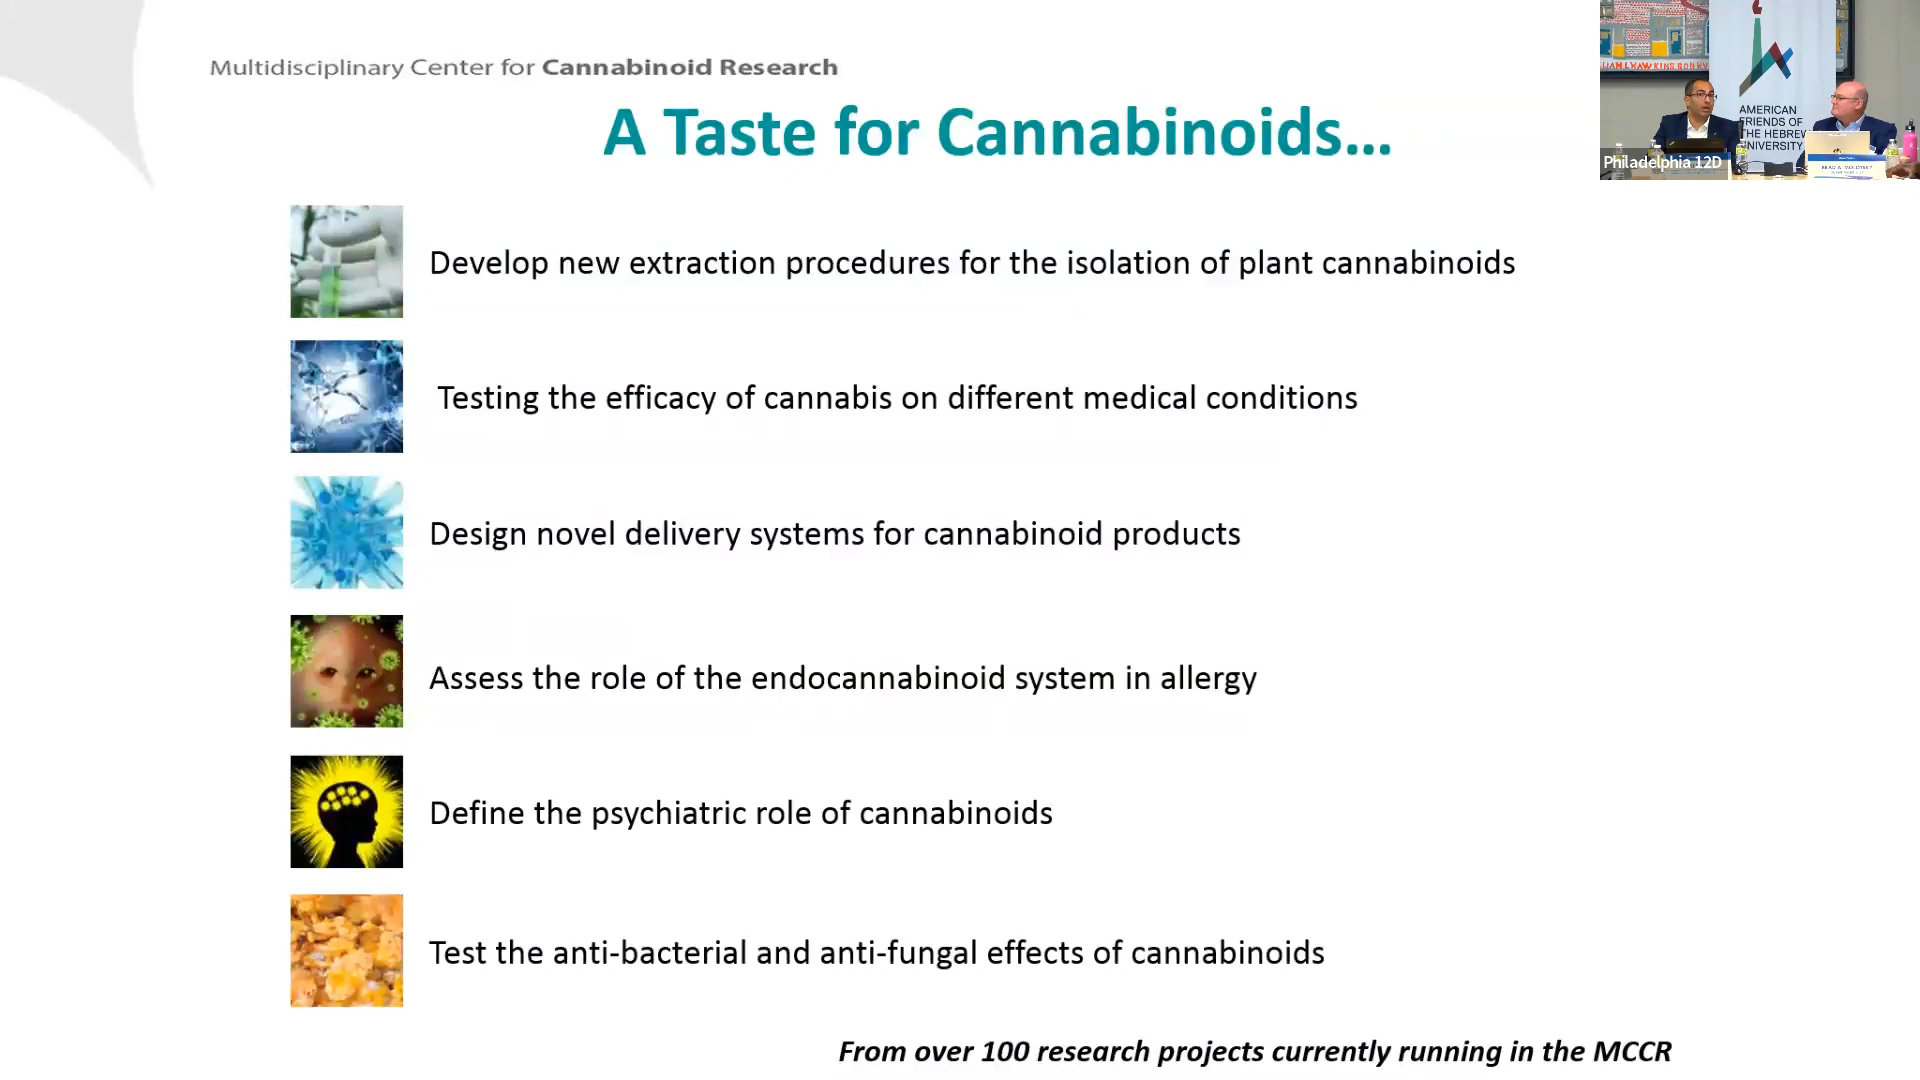 Multidisciplinary Center for Cannabinoid Research
A Taste for Cannabinoids...
Develop new extraction procedures for the isolation of plant cannabinoids
Testing the efficacy of cannabis on different medical conditions
Design novel delivery systems for cannabinoid products
Assess the role of the endocannabinoid system in allergy
Define the psychiatric role of cannabinoids
Test the anti-bacterial and anti-fungal effects of cannabinoids
From over 100 research projects currently running in the MCCR
AMERICAN
FRIENDS OF
THE HEBREW
UNIVERSITY
Philadelphia 12D